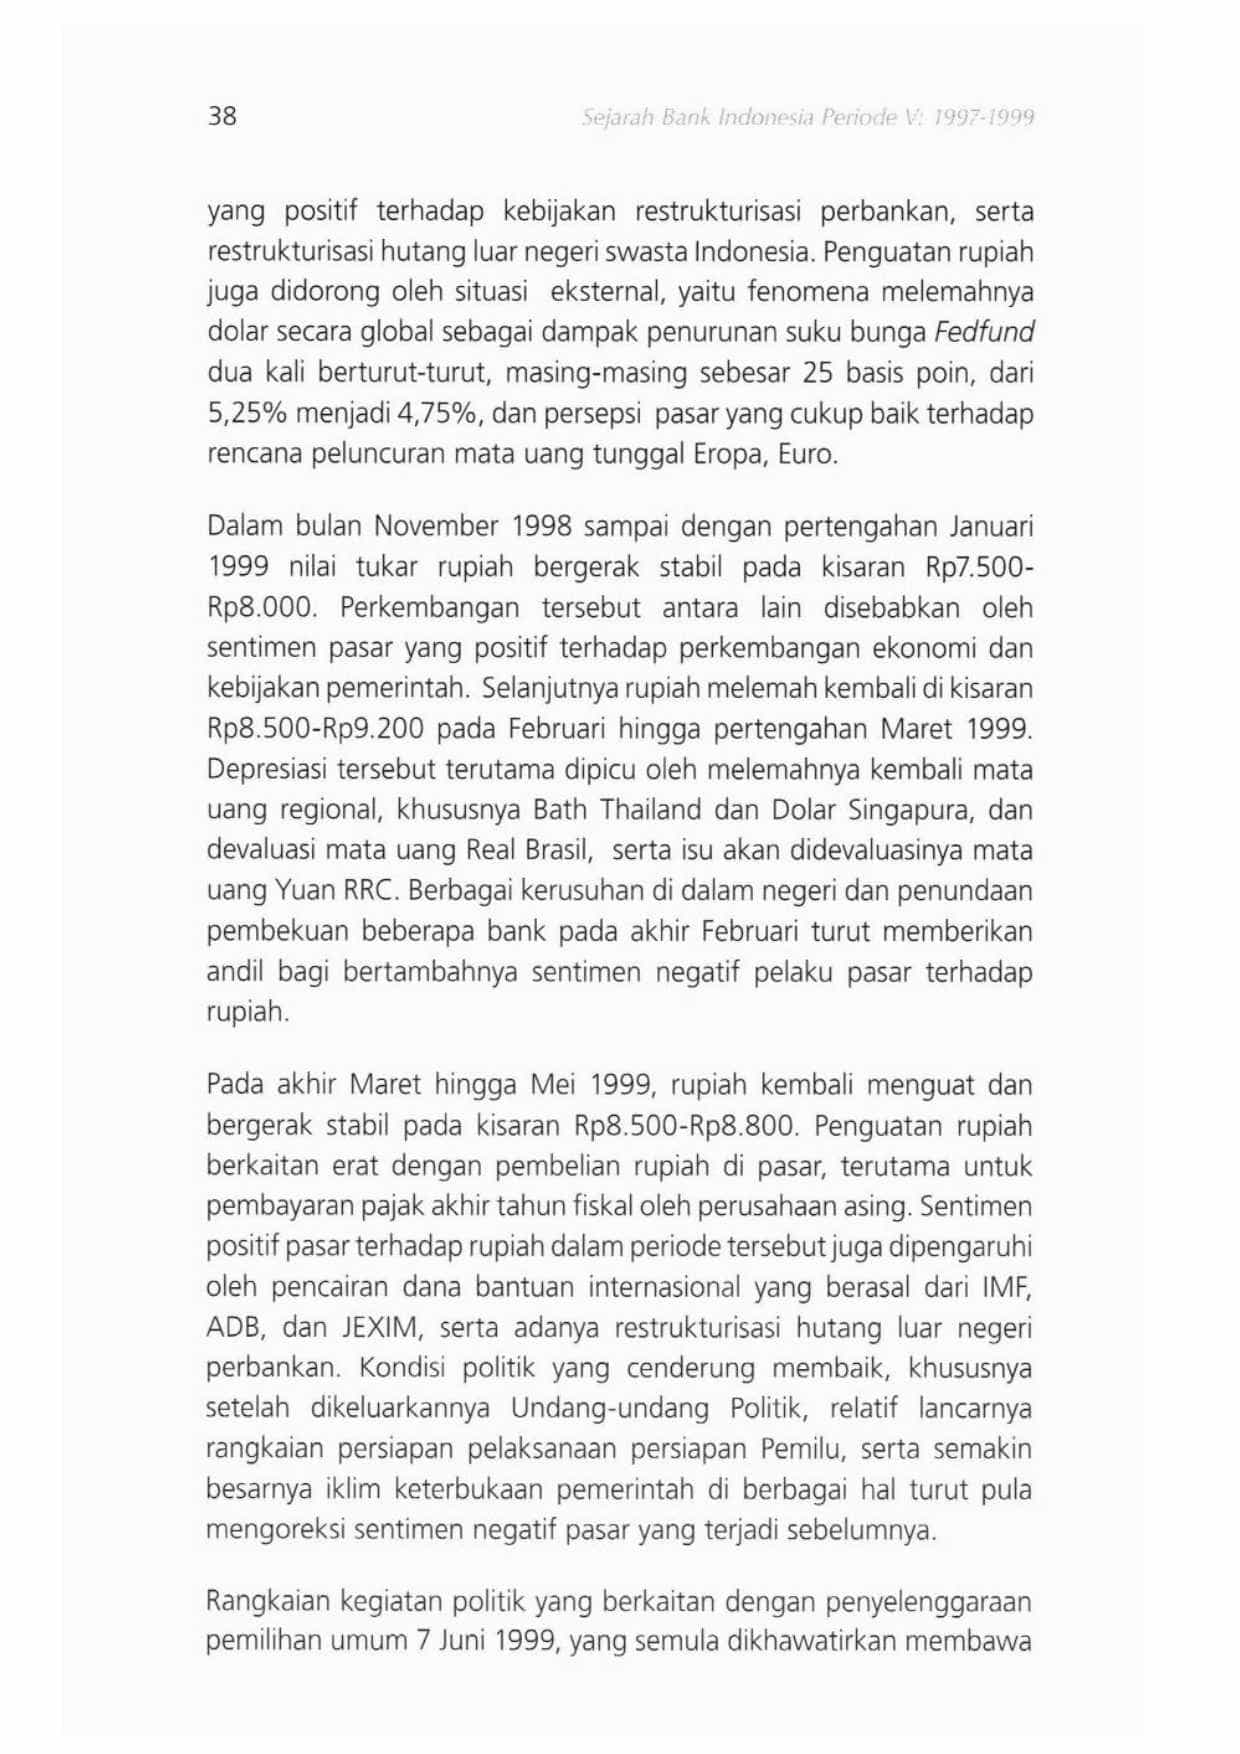 38
Sejarah Bank Indonesia Periode V: 1997-1999
yang positif terhadap kebijakan restrukturisasi perbankan, serta
restrukturisasi hutang luar negeri swasta Indonesia. Penguatan rupiah
juga didorong oleh situasi eksternal, yaitu fenomena melemahnya
dolar secara global sebagai dampak penurunan suku bunga Fedfund
dua kali berturut-turut, masing-masing sebesar 25 basis poin, dari
5,25% menjadi 4,75%, dan persepsi pasar yang cukup baik terhadap
rencana peluncuran mata uang tunggal Eropa, Euro.
Dalam bulan November 1998 sampai dengan pertengahan Januari
1999 nilai tukar rupiah bergerak stabil pada kisaran Rp7.500-
Rp8.000. Perkembangan tersebut antara lain disebabkan oleh
sentimen pasar yang positif terhadap perkembangan ekonomi dan
kebijakan pemerintah. Selanjutnya rupiah melemah kembali di kisaran
Rp8.500-Rp9.200 pada Februari hingga pertengahan Maret 1999.
Depresiasi tersebut terutama dipicu oleh melemahnya kembali mata
uang regional, khususnya Bath Thailand dan Dolar Singapura, dan
devaluasi mata uang Real Brasil, serta isu akan didevaluasinya mata
uang Yuan RRC. Berbagai kerusuhan di dalam negeri dan penundaan
pembekuan beberapa bank pada akhir Februari turut memberikan
andil bagi bertambahnya sentimen negatif pelaku pasar terhadap
rupiah.
Pada akhir Maret hingga Mei 1999, rupiah kembali menguat dan
bergerak stabil pada kisaran Rp8.500-Rp8.800. Penguatan rupiah
berkaitan erat dengan pembelian rupiah di pasar, terutama untuk
pembayaran pajak akhir tahun fiskal oleh perusahaan asing. Sentimen
positif pasar terhadap rupiah dalam periode tersebut juga dipengaruhi
oleh pencairan dana bantuan internasional yang berasal dari IMF,
ADB, dan JEXIM, serta adanya restrukturisasi hutang luar negeri
perbankan. Kondisi politik yang cenderung membaik, khususnya
setelah dikeluarkannya Undang-undang Politik, relatif lancarnya
rangkaian persiapan pelaksanaan persiapan Pemilu, serta semakin
besarnya iklim keterbukaan pemerintah di berbagai hal turut pula
mengoreksi sentimen negatif pasar yang terjadi sebelumnya.
Rangkaian kegiatan politik yang berkaitan dengan penyelenggaraan
pemilihan umum 7 Juni 1999, yang semula dikhawatirkan membawa